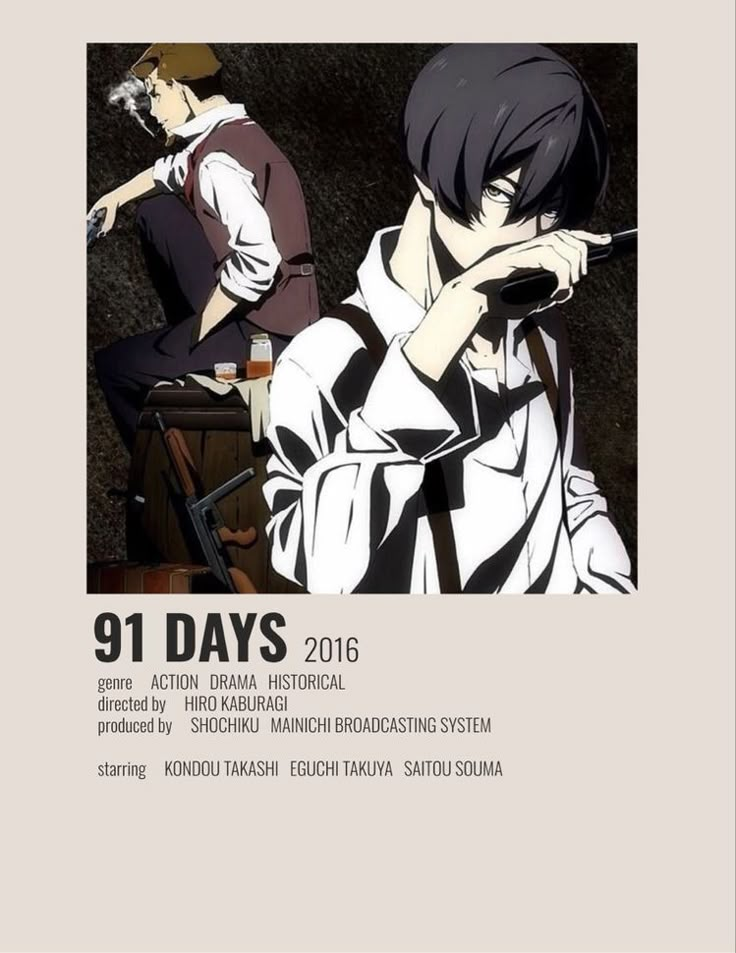 91 DAYS 2016
genre ACTION DRAMA HISTORICAL
directed by HIRO KABURAGI
produced by SHOCHIKU MAINICHI BROADCASTING SYSTEM
starring KONDOU TAKASHI EGUCHI TAKUYA SAITOU SOUMA